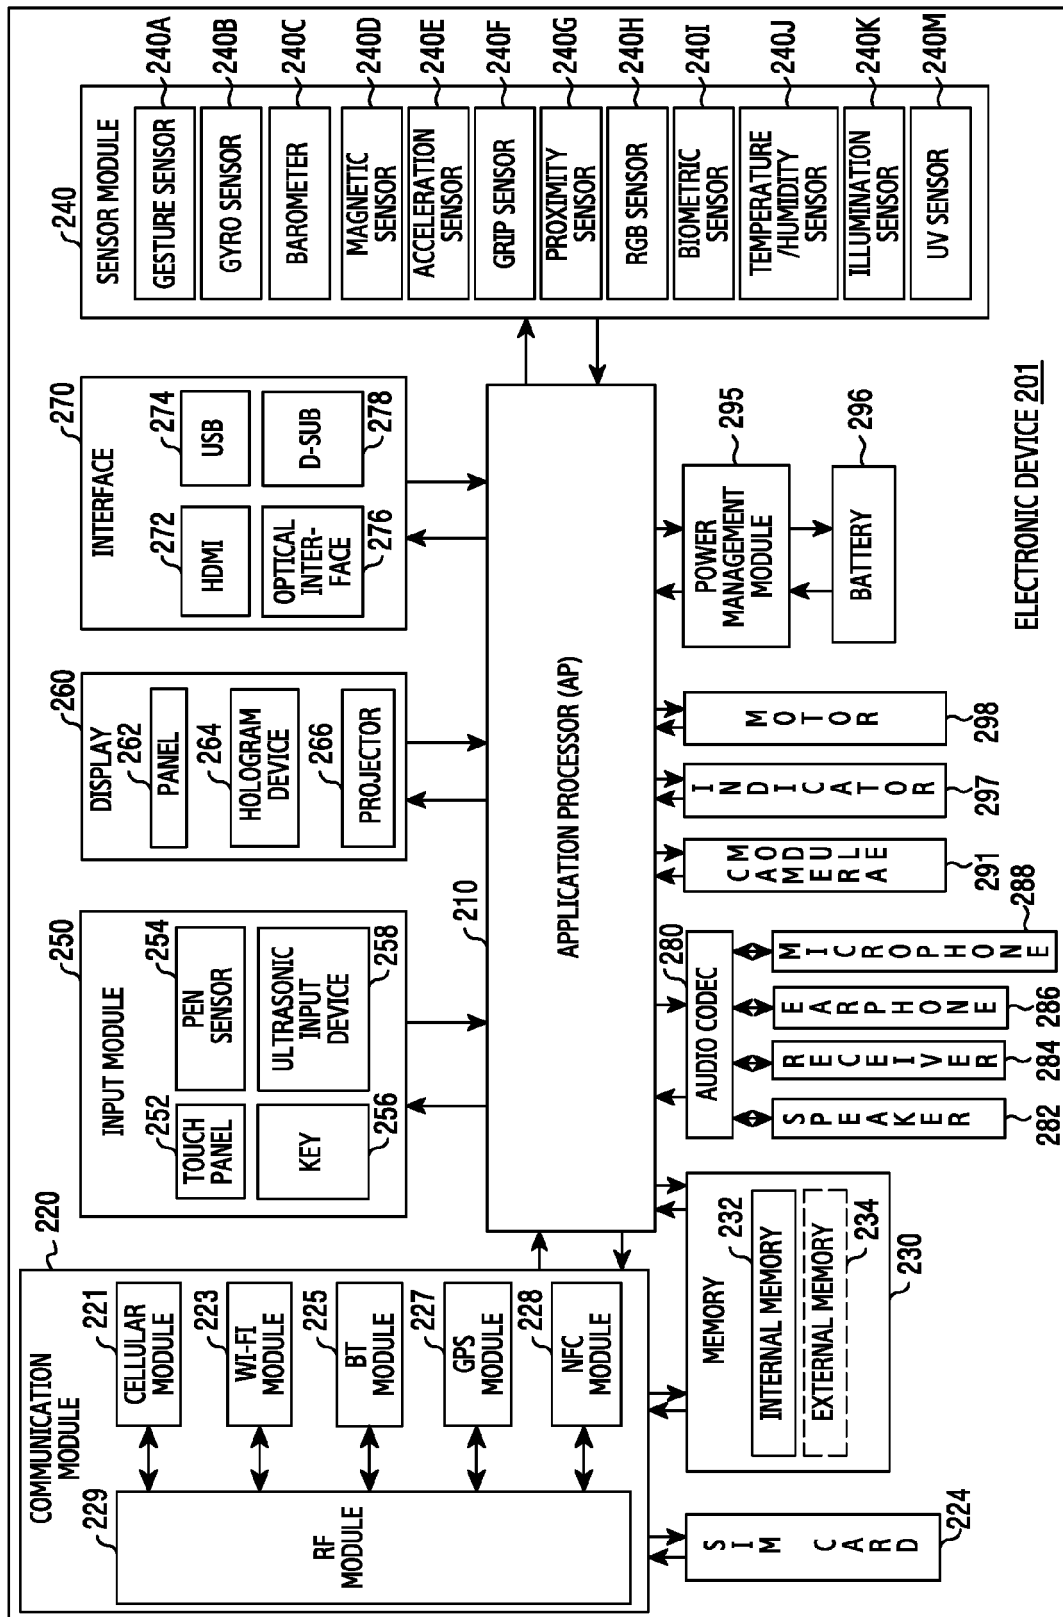 COMMUNICATION
MODULE
220
229
RF
MODULE
221
CELLULAR
MODULE
223
WI-FI
MODULE
225
BT
MODULE
227
GPS
MODULE
228
NFC
MODULE
INPUT MODULE
250
252
TOUCH
PANEL
254
PEN
SENSOR
KEY
256
ULTRASONIC
INPUT
DEVICE
258
DISPLAY
260
262
PANEL
264
HOLOGRAM
DEVICE
266
PROJECTOR
INTERFACE
270
272
HDMI
274
USB
OPTICAL
INTER-
FACE
276
D-SUB
278
240
SENSOR MODULE
GESTURE SENSOR
240A
GYRO SENSOR
240B
BAROMETER
240C
MAGNETIC
SENSOR
240D
ACCELERATION
SENSOR
240E
GRIP SENSOR
240F
PROXIMITY
SENSOR
240G
RGB SENSOR
240H
BIOMETRIC
SENSOR
240I
TEMPERATURE
/HUMIDITY
SENSOR
240J
ILLUMINATION
SENSOR
240K
UV SENSOR
240M
210
APPLICATION PROCESSOR (AP)
SIM CARD
224
MEMORY
232
INTERNAL MEMORY
EXTERNAL MEMORY
234
230
AUDIO CODEC
280
SPEAKER
282
RECEIVER
284
EARPHONE
286
MICROPHONE
288
CAMERA
MODULE
291
INDICATOR
297
MOTOR
298
POWER
MANAGEMENT
MODULE
295
BATTERY
296
ELECTRONIC DEVICE 201